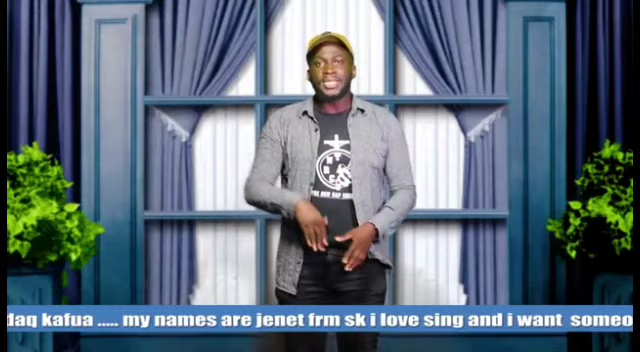 N T
B C
daq kafua ..... my names are jenet frm sk i love sing and i want someo